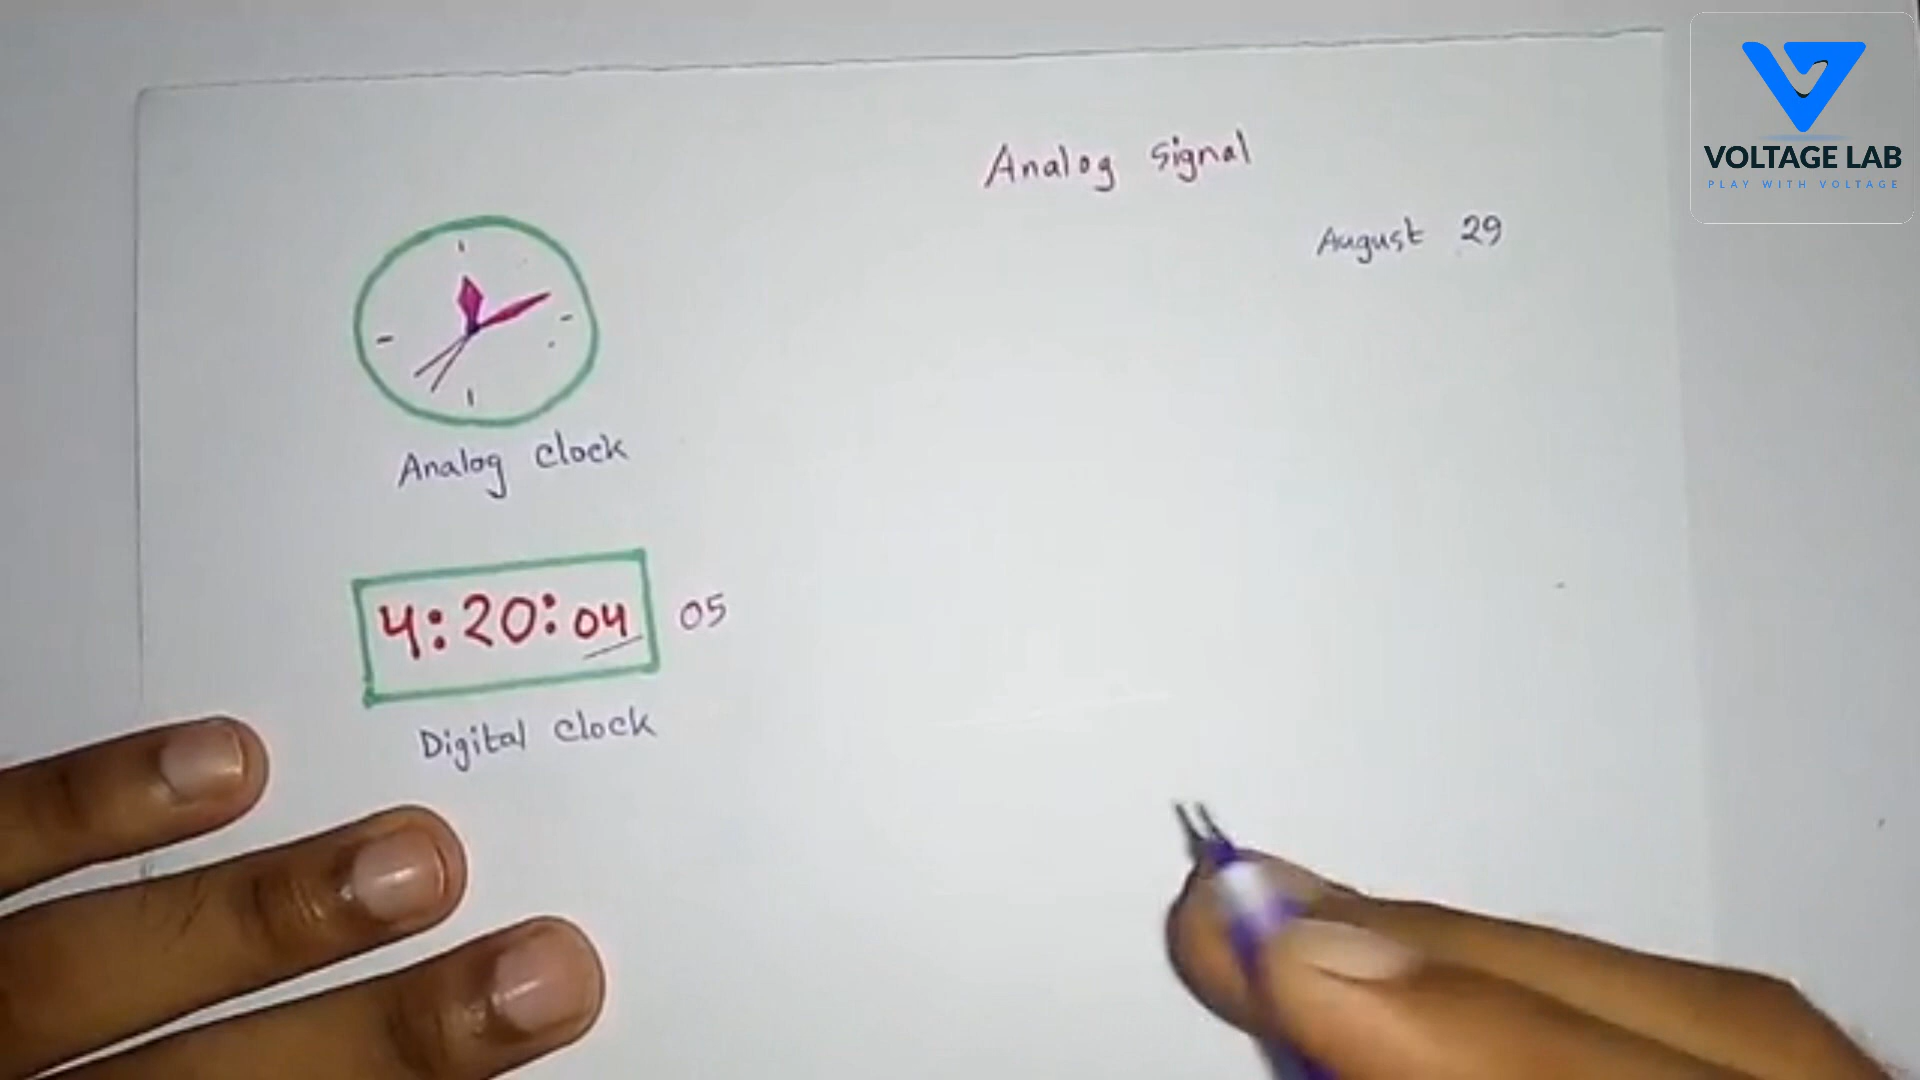 Analog Signal
August 29
Analog Clock
4:20:04 05
Digital Clock
VOLTAGE LAB
PLAY WITH VOLTAGE